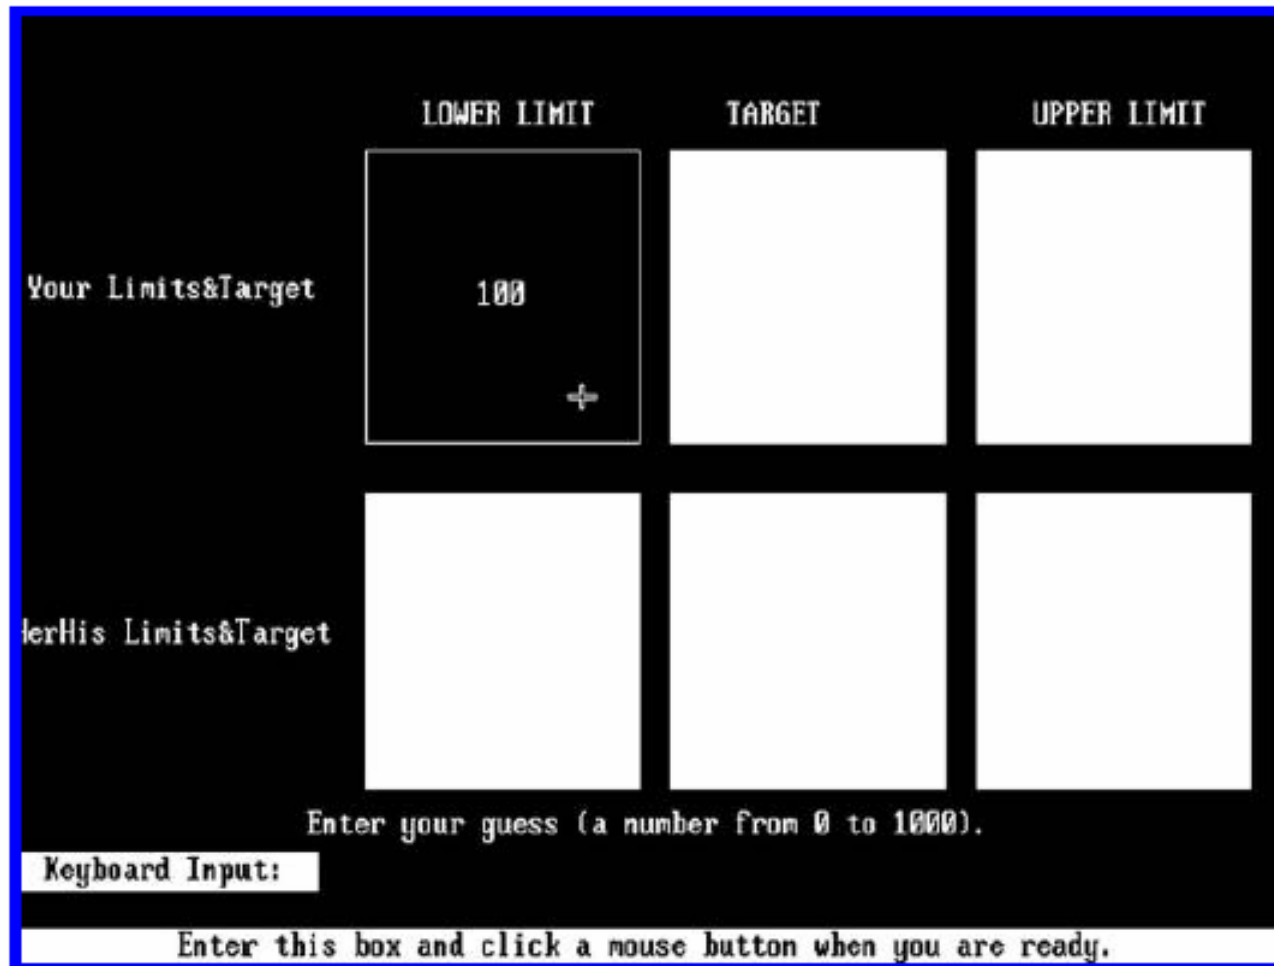 LOWER LIMIT TARGET UPPER LIMIT
Your Limits&Target 100
HerHis Limits&Target
Enter your guess (a number from 0 to 1000).
Keyboard Input:
Enter this box and click a mouse button when you are ready.